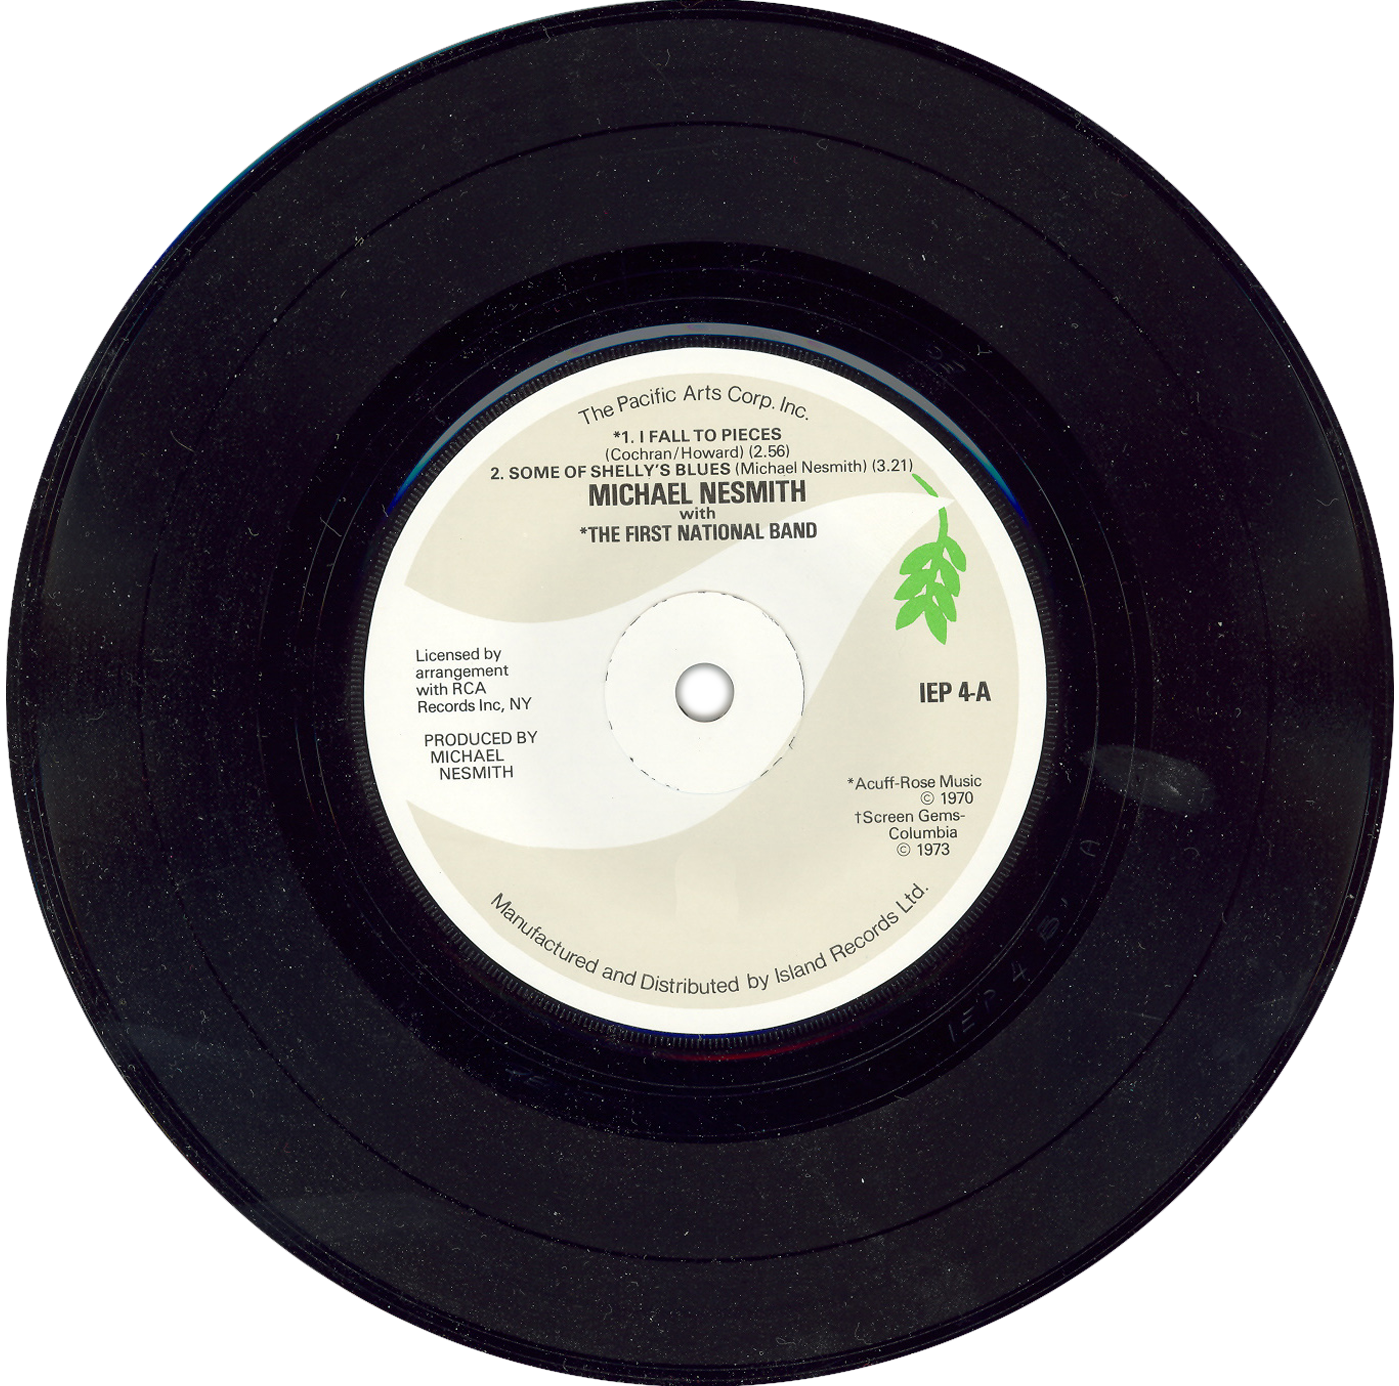 The Pacific Arts Corp. Inc.
*1. I FALL TO PIECES
(Cochran/Howard) (2.56)
2. SOME OF SHELLY'S BLUES (Michael Nesmith) (3.21)
MICHAEL NESMITH
with
*THE FIRST NATIONAL BAND
Licensed by
arrangement
with RCA
Records Inc, NY
PRODUCED BY
MICHAEL
NESMITH
IEP 4-A
*Acuff-Rose Music
© 1970
†Screen Gems-
Columbia
© 1973
Manufactured and Distributed by Island Records Ltd.
IEP 4 B' A